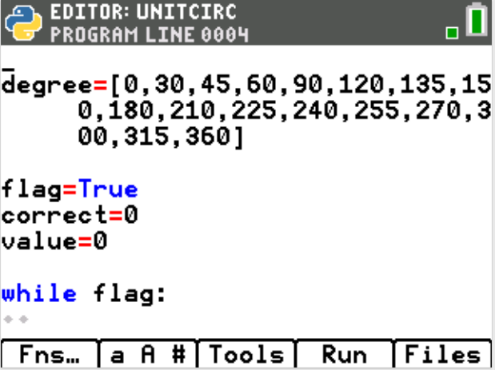 EDITOR: UNITCIRC
PROGRAM LINE 0004
degree=[0,30,45,60,90,120,135,15
0,180,210,225,240,255,270,3
00,315,360]
flag=True
correct=0
value=0
while flag:
Fns… a A # Tools Run Files